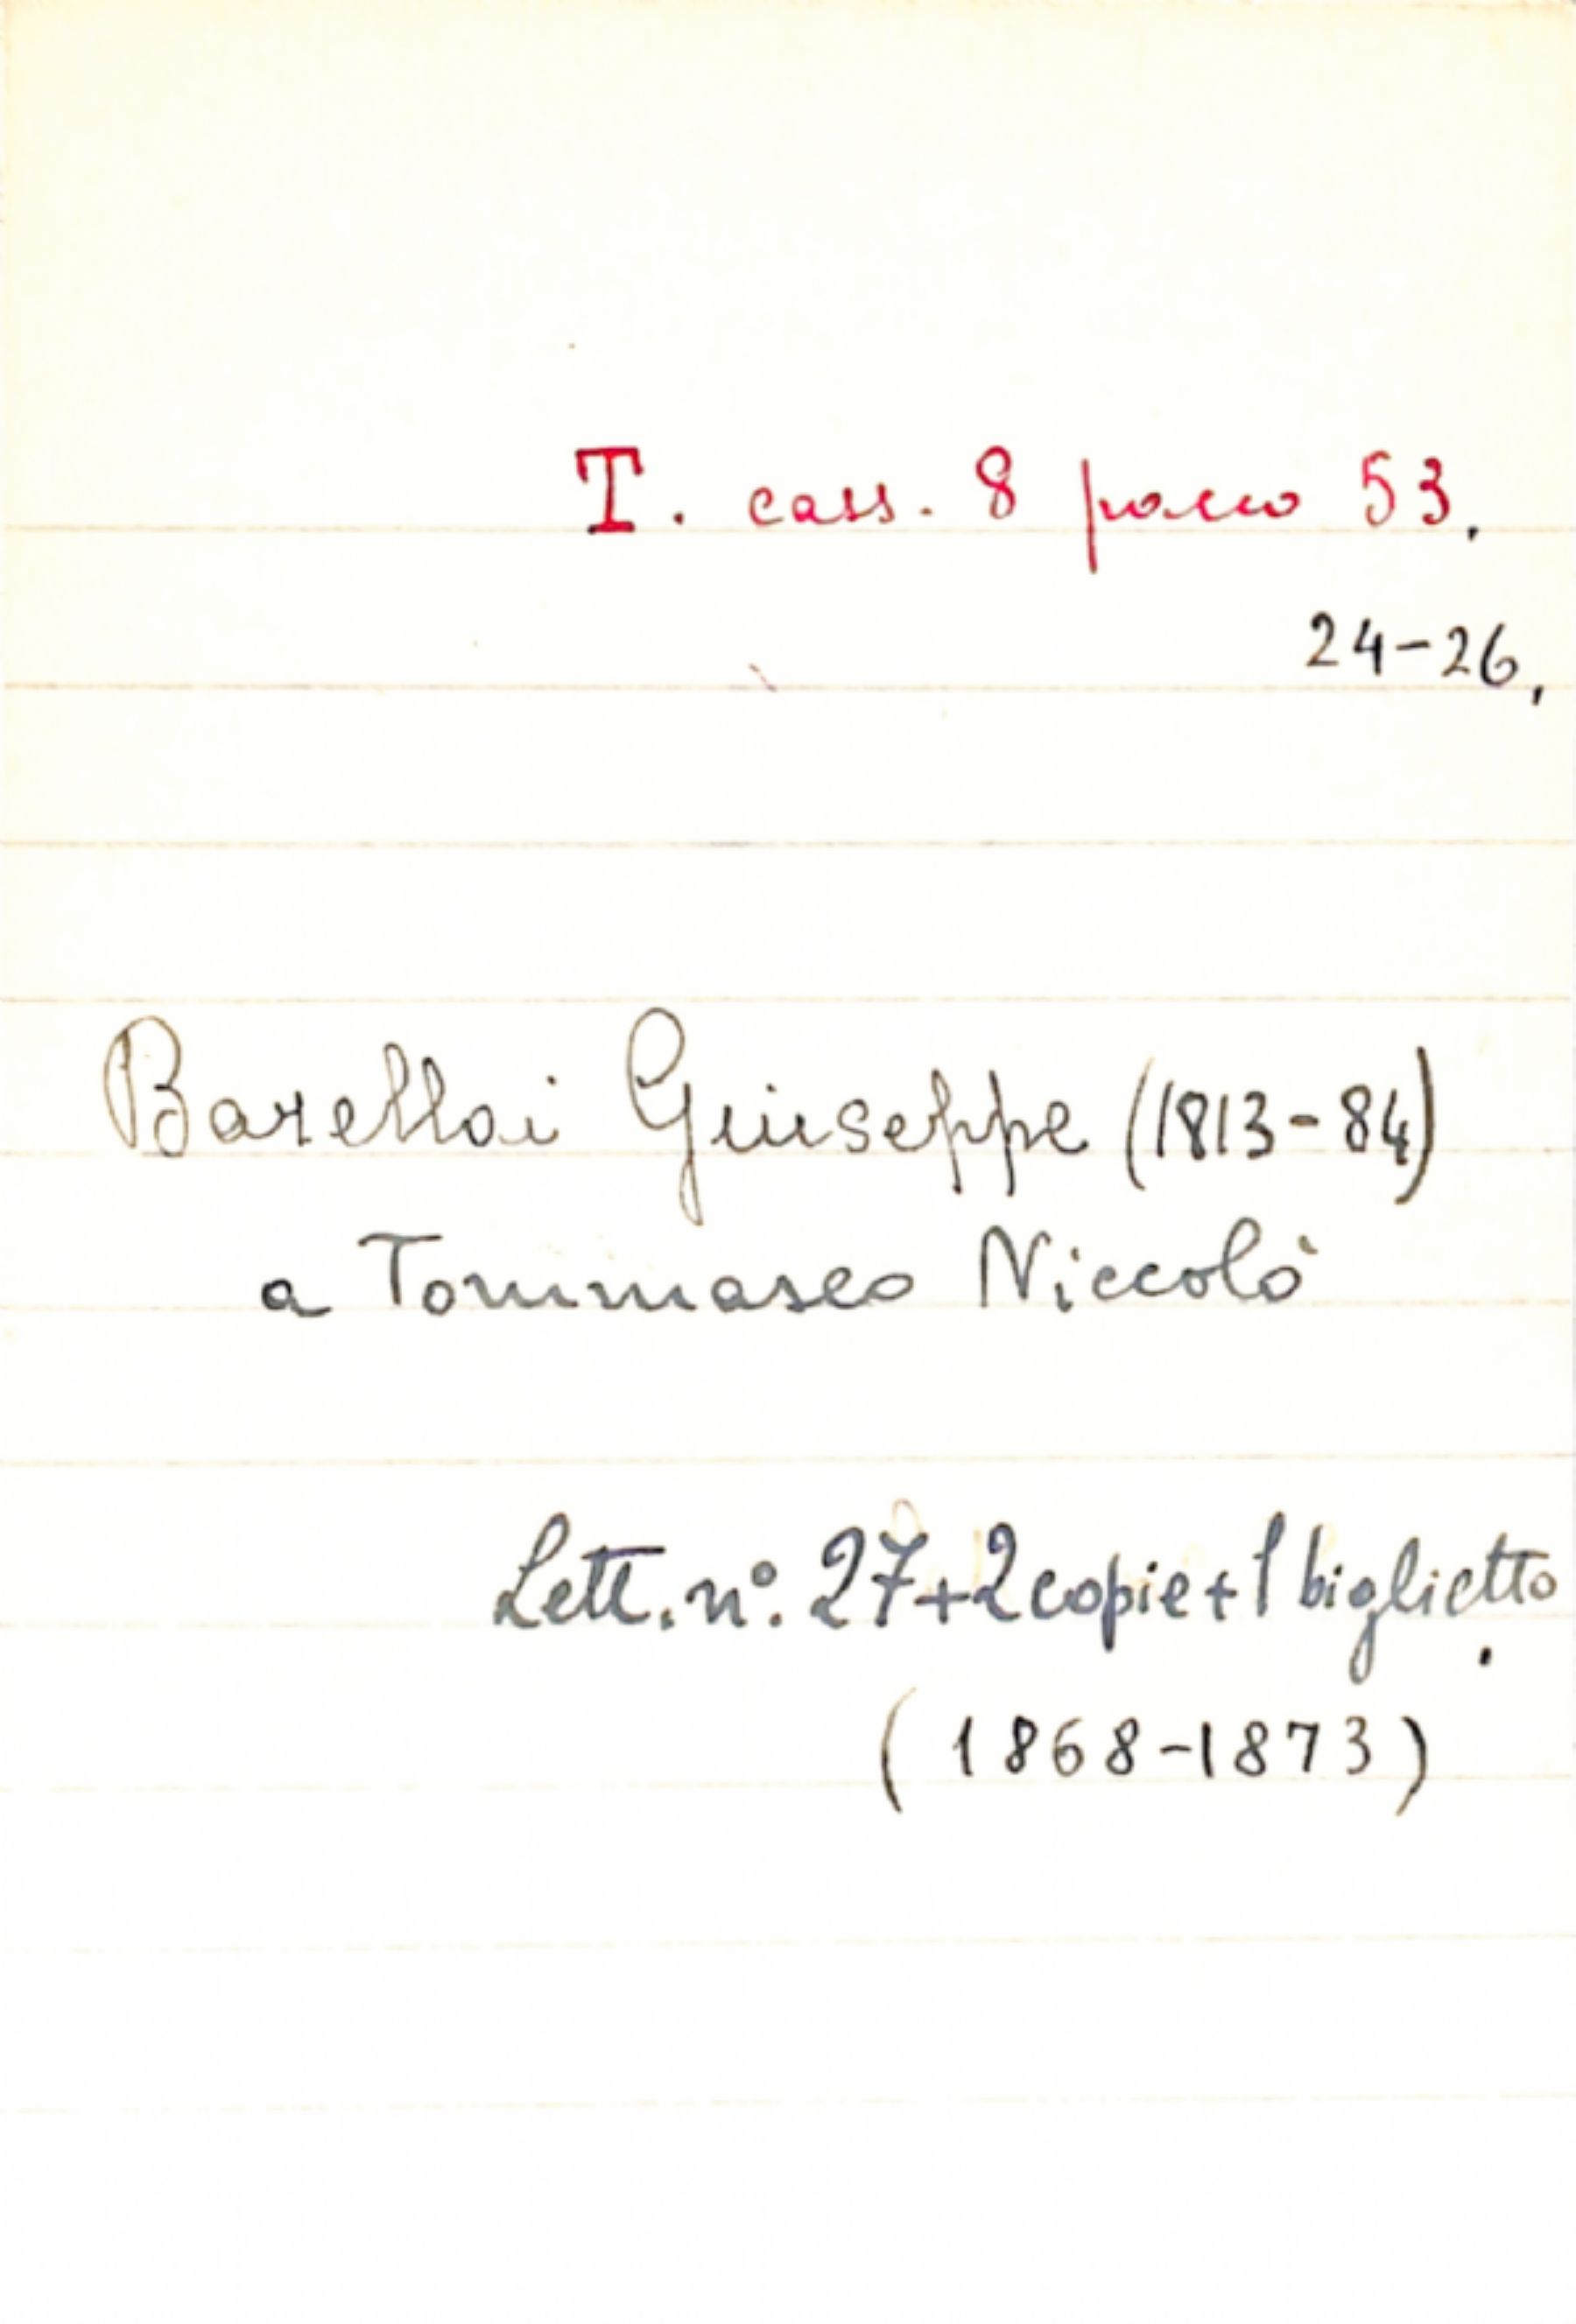 T. cass. 8 pacco 53.
24-26.
Barellai Giuseppe (1813-84)
a Tommaseo Niccolò
Lett. n°. 27+2 copie+1 biglietto.
(1868-1873)